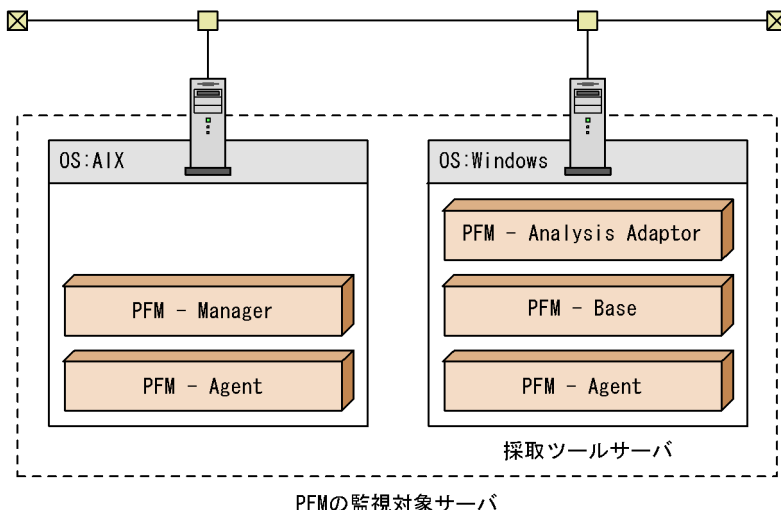 OS:AIX
PFM - Manager
PFM - Agent
OS:Windows
PFM - Analysis Adaptor
PFM - Base
PFM - Agent
採取ツールサーバ
PFMの監視対象サーバ